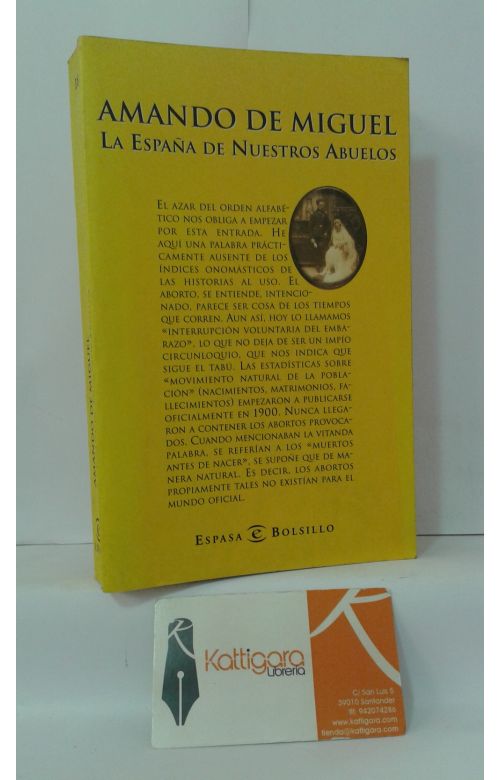 AMANDO DE MIGUEL
LA ESPAÑA DE NUESTROS ABUELOS
EL AZAR DEL ORDEN ALFABÉ-
TICO NOS OBLIGA A EMPEZAR
POR ESTA ENTRADA. HE
AQUÍ UNA PALABRA PRÁCTI-
CAMENTE AUSENTE DE LOS
ÍNDICES ONOMÁSTICOS DE
LAS HISTORIAS AL USO. EL
ABORTO, SE ENTIENDE, INTENCIO-
NADO, PARECE SER COSA DE LOS TIEMPOS
QUE CORREN. AUN ASÍ, HOY LO LLAMAMOS
«INTERRUPCIÓN VOLUNTARIA DEL EMBA-
RAZO», LO QUE NO DEJA DE SER UN IMPÍO
CIRCUNLOQUIO, QUE NOS INDICA QUE
SIGUE EL TABÚ. LAS ESTADÍSTICAS SOBRE
«MOVIMIENTO NATURAL DE LA POBLA-
CIÓN» (NACIMIENTOS, MATRIMONIOS, FA-
LLECIMIENTOS) EMPEZARON A PUBLICARSE
OFICIALMENTE EN 1900. NUNCA LLEGA-
RON A CONTENER LOS ABORTOS PROVOCA-
DOS. CUANDO MENCIONABAN LA VITANDA
PALABRA, SE REFERÍAN A LOS «MUERTOS
ANTES DE NACER», SE SUPONE QUE DE MA-
NERA NATURAL. ES DECIR, LOS ABORTOS
PROPIAMENTE TALES NO EXISTÍAN PARA EL
MUNDO OFICIAL.
ESPASA e BOLSILLO
AMANDO DE MIGUEL
Kattigara
Librería
C/ San Luis 5
39010 Santander
tlf: 942074286
www.kattigara.com
tienda@kattigara.com